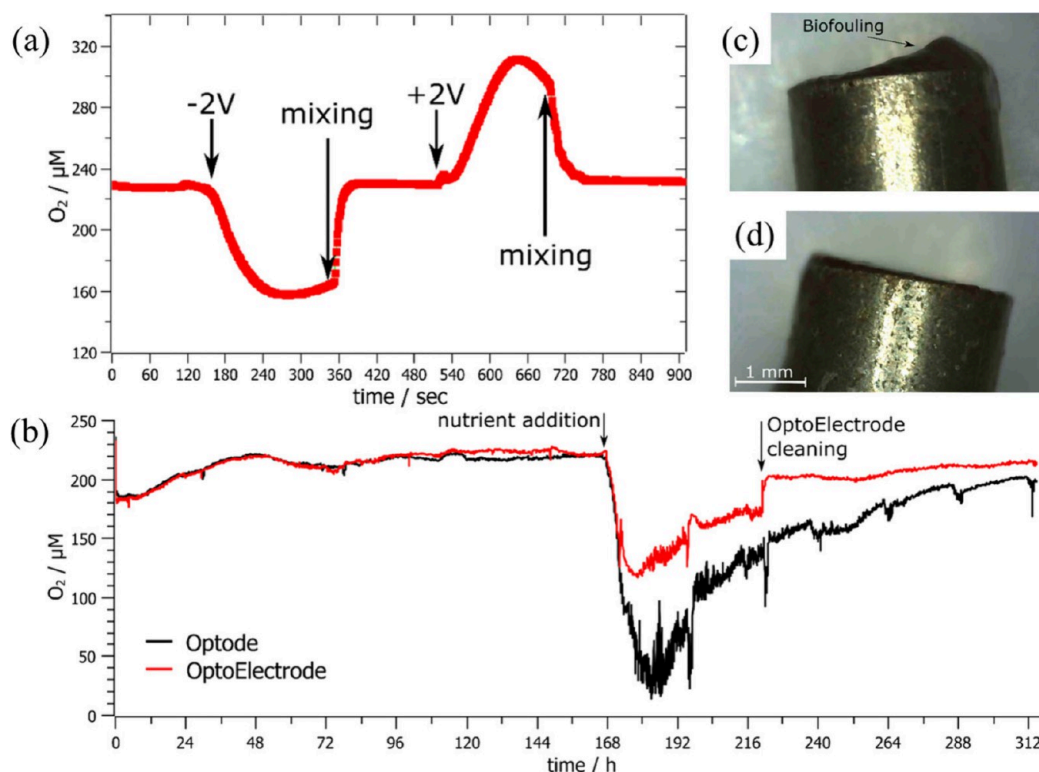 (a)
O₂ / µM
320
280
240
200
160
120
-2V
mixing
+2V
mixing
0 60 120 180 240 300 360 420 480 540 600 660 720 780 840 900
time / sec
(c)
Biofouling
(d)
1 mm
(b)
O₂ / µM
250
200
150
100
50
0
nutrient addition
OptoElectrode
cleaning
Optode
OptoElectrode
0 24 48 72 96 120 144 168 192 216 240 264 288 312
time / h